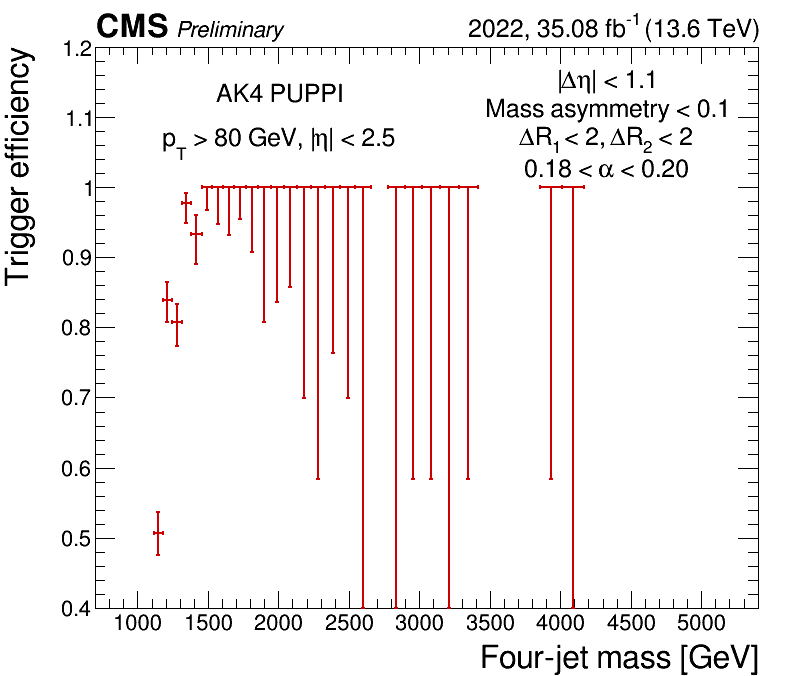 CMS Preliminary 2022, 35.08 fb⁻¹ (13.6 TeV)
Trigger efficiency
1.2
1.1
1
0.9
0.8
0.7
0.6
0.5
0.4
AK4 PUPPI
p_T > 80 GeV, |η| < 2.5
|Δη| < 1.1
Mass asymmetry < 0.1
ΔR₁ < 2, ΔR₂ < 2
0.18 < α < 0.20
1000 1500 2000 2500 3000 3500 4000 4500 5000
Four-jet mass [GeV]